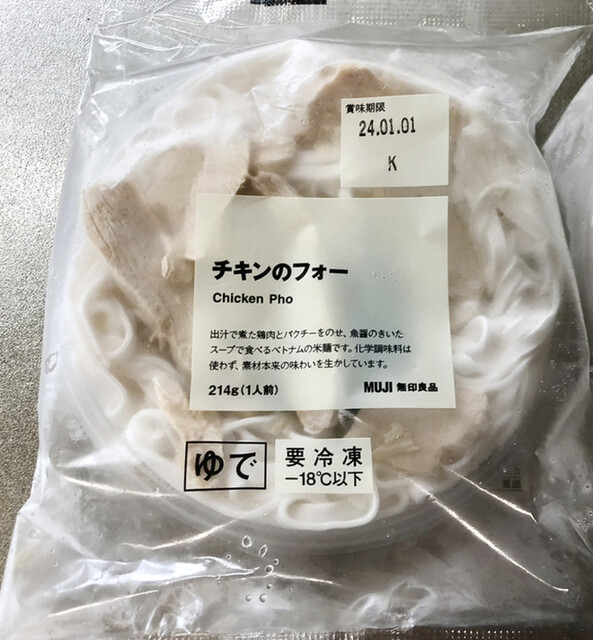 賞味期限
24.01.01
K
チキンのフォー
Chicken Pho
出汁で煮た鶏肉とパクチーをのせ、魚醤のきいた
スープで食べるベトナムの米麺です。化学調味料は
使わず、素材本来の味わいを生かしています。
214g(1人前)
MUJI 無印良品
ゆで
要冷凍
−18℃以下